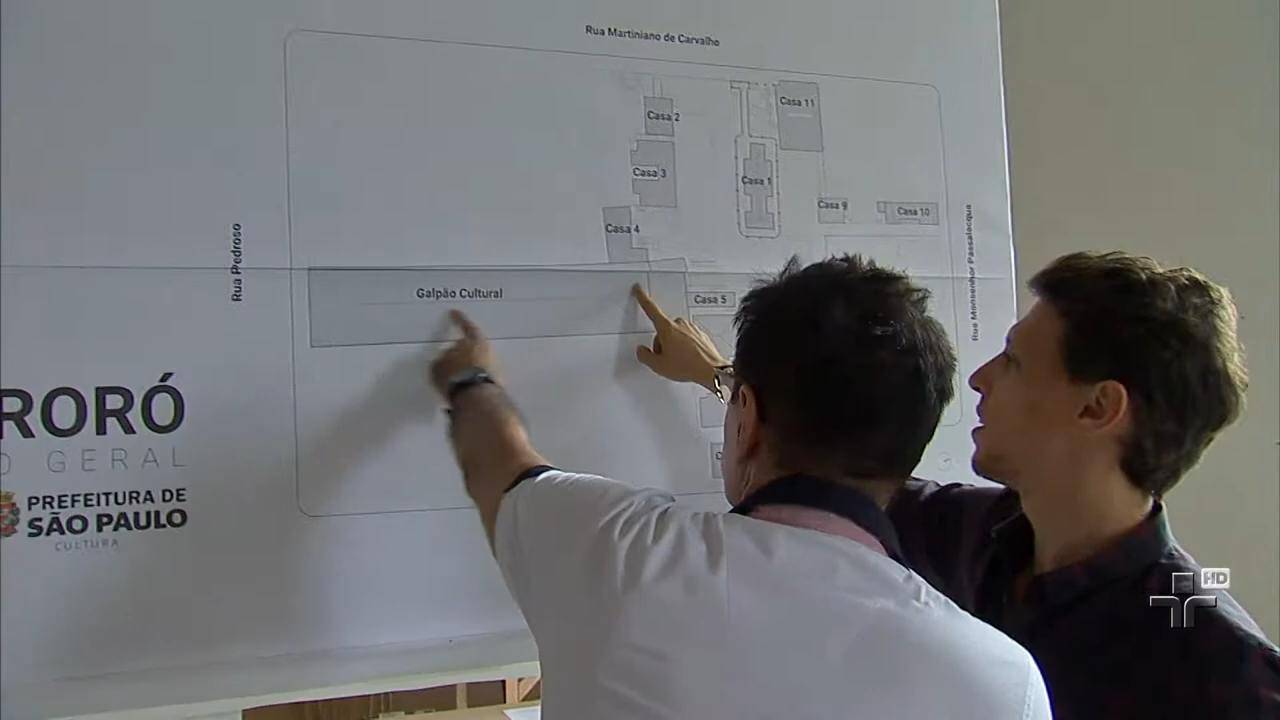 Rua Martiniano de Carvalho
Casa 2
Casa 11
Casa 3
Casa 1
Casa 9
Casa 10
Casa 4
Rua Pedroso
Rua Monsenhor Passalacqua
Galpão Cultural
Casa 5
RORÓ
O GERAL
PREFEITURA DE
SÃO PAULO
CULTURA
HD